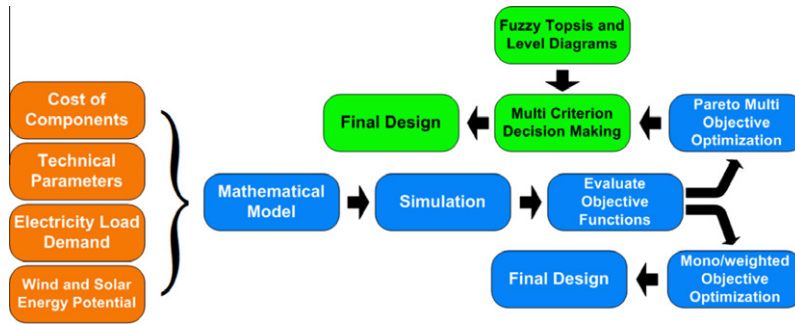 Fuzzy Topsis and
Level Diagrams
Cost of
Components
Final Design
Multi Criterion
Decision Making
Pareto Multi
Objective
Optimization
Technical
Parameters
Mathematical
Model
Simulation
Evaluate
Objective
Functions
Electricity Load
Demand
Wind and Solar
Energy Potential
Final Design
Mono/weighted
Objective
Optimization